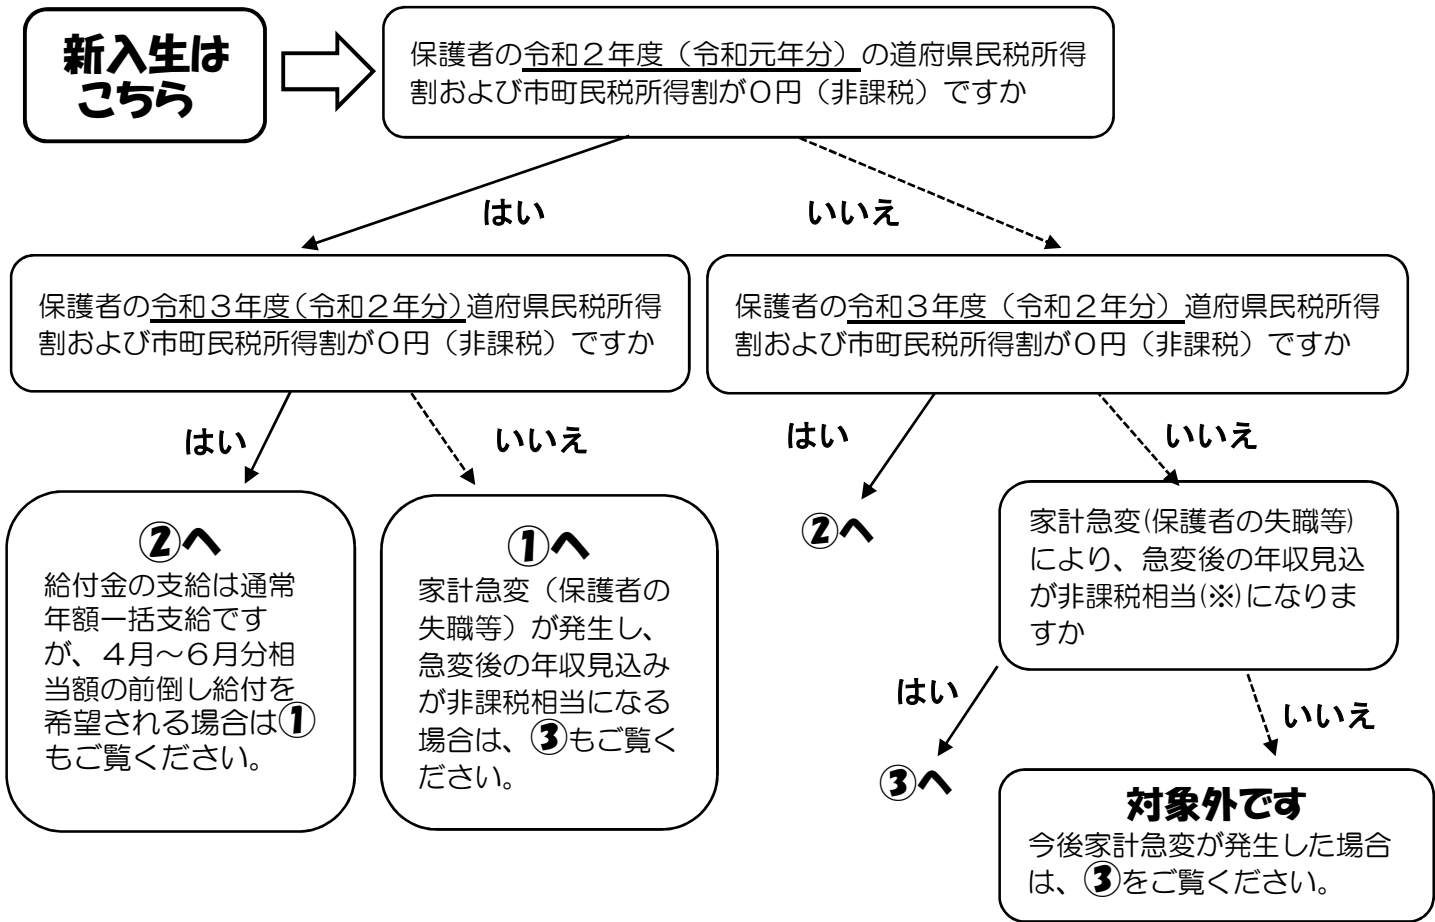 新入生は
こちら
保護者の令和２年度（令和元年分）の道府県民税所得
割および市町民税所得割が０円（非課税）ですか
はい
いいえ
保護者の令和３年度(令和２年分)道府県民税所得
割および市町民税所得割が０円（非課税）ですか
保護者の令和３年度（令和２年分）道府県民税所得
割および市町民税所得割が０円（非課税）ですか
はい
いいえ
はい
いいえ
②へ
給付金の支給は通常
年額一括支給です
が、４月～６月分相
当額の前倒し給付を
希望される場合は①
もご覧ください。
①へ
家計急変（保護者の
失職等）が発生し、
急変後の年収見込み
が非課税相当になる
場合は、③もご覧く
ださい。
②へ
家計急変(保護者の失職等)
により、急変後の年収見込
が非課税相当(※)になりま
すか
はい
いいえ
③へ
対象外です
今後家計急変が発生した場合
は、③をご覧ください。